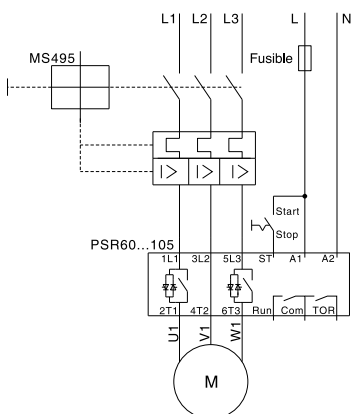 L1 L2 L3 L N
MS495
Fusible
I> I> I>
Start
Stop
PSR60...105
1L1 3L2 5L3 ST A1 A2
2T1 4T2 6T3 Run Com TOR
U1 V1 W1
M